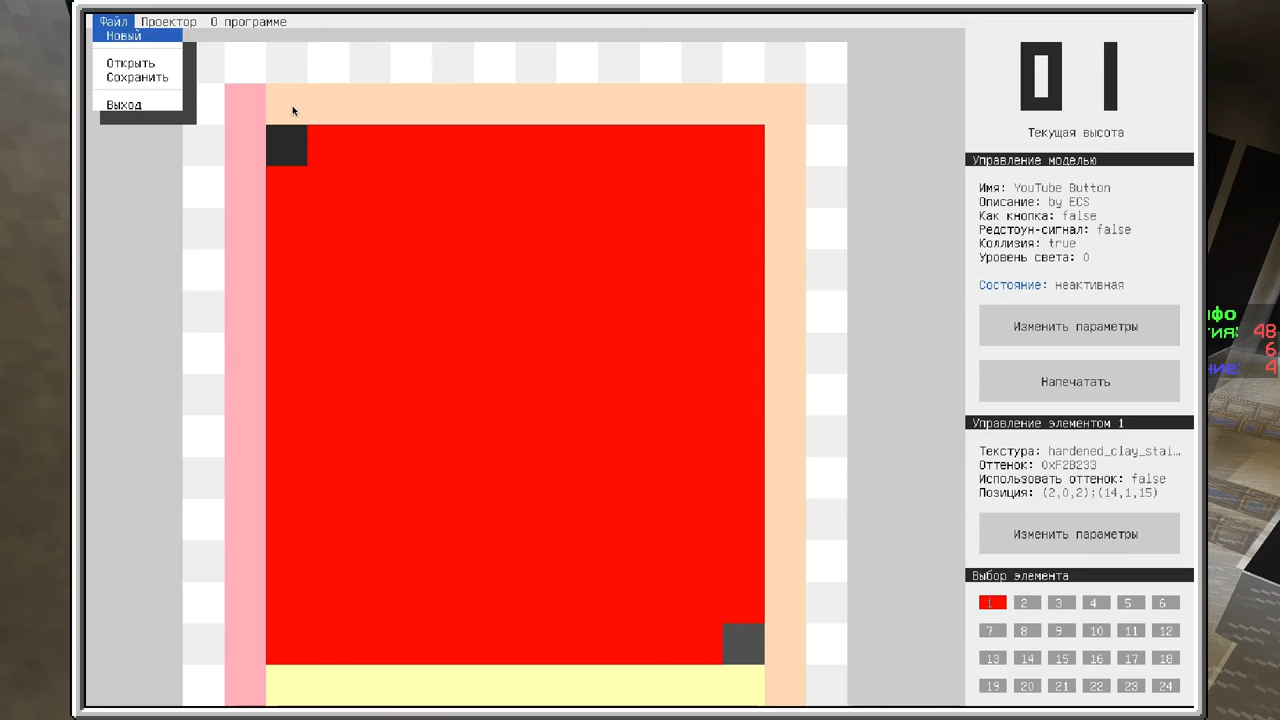 Файл Проектор О программе
Новый
Открыть
Сохранить
Выход
01
Текущая высота
Управление моделью
Имя: YouTube Button
Описание: by ECS
Как кнопка: false
Редстоун-сигнал: false
Коллизия: true
Уровень света: 0
Состояние: неактивная
Изменить параметры
Напечатать
Управление элементом 1
Текстура: hardened_clay_stai…
Оттенок: 0xF2B233
Использовать оттенок: false
Позиция: (2,0,2);(14,1,15)
Изменить параметры
Выбор элемента
1 2 3 4 5 6
7 8 9 10 11 12
13 14 15 16 17 18
19 20 21 22 23 24
48
6
4